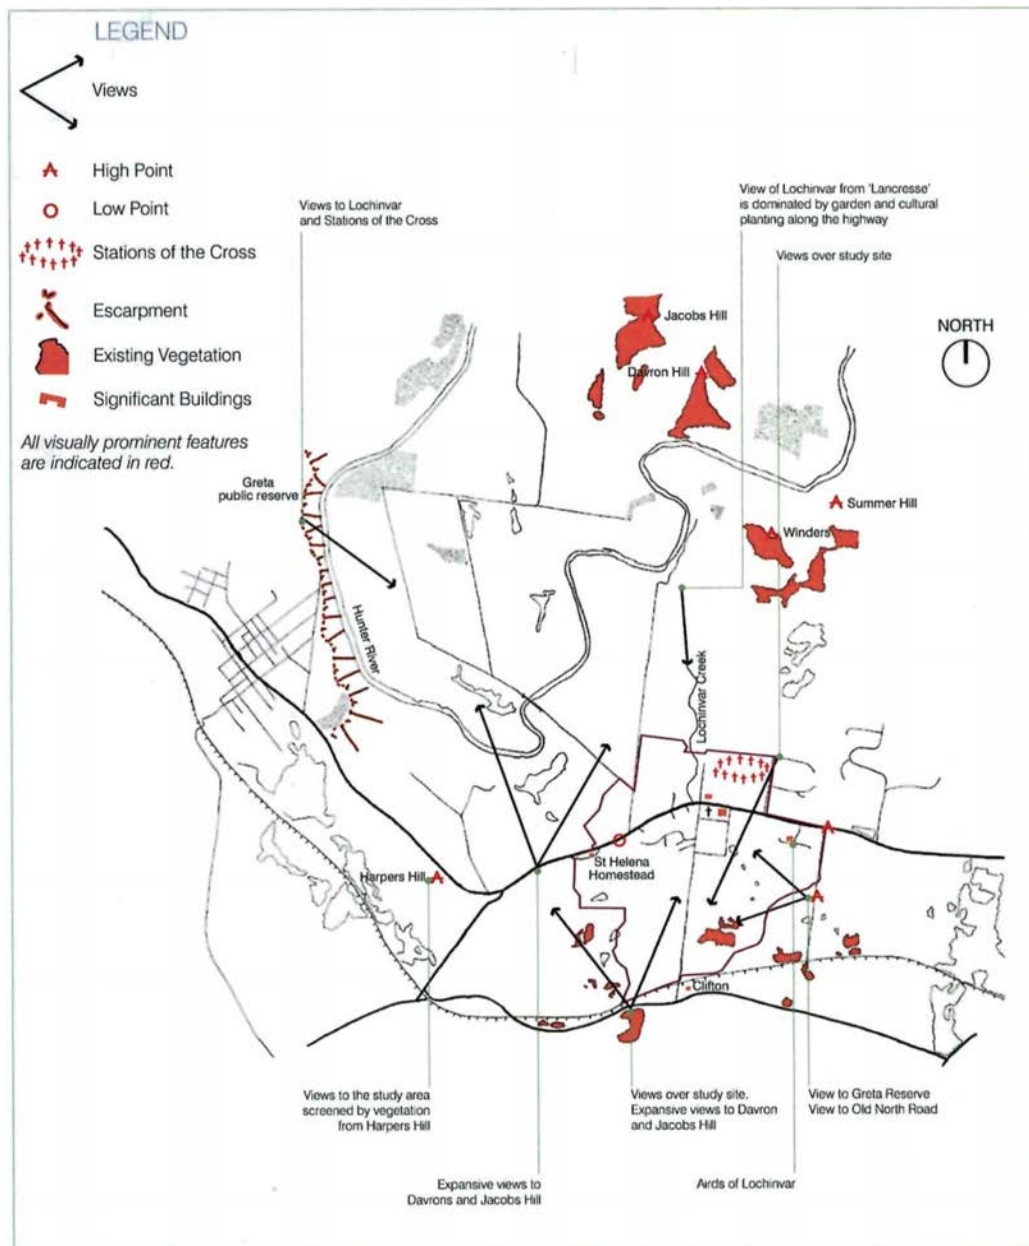 LEGEND
Views
High Point
Low Point
Stations of the Cross
Escarpment
Existing Vegetation
Significant Buildings
All visually prominent features
are indicated in red.
Views to Lochinvar
and Stations of the Cross
View of Lochinvar from 'Lancresse'
is dominated by garden and cultural
planting along the highway
Views over study site
NORTH
Jacobs Hill
Davron Hill
Summer Hill
Winders
Greta
public reserve
Hunter River
Lochinvar Creek
St Helena
Homestead
Harpers Hill
Clifton
Views to the study area
screened by vegetation
from Harpers Hill
Views over study site.
Expansive views to Davron
and Jacobs Hill
View to Greta Reserve
View to Old North Road
Expansive views to
Davrons and Jacobs Hill
Airds of Lochinvar